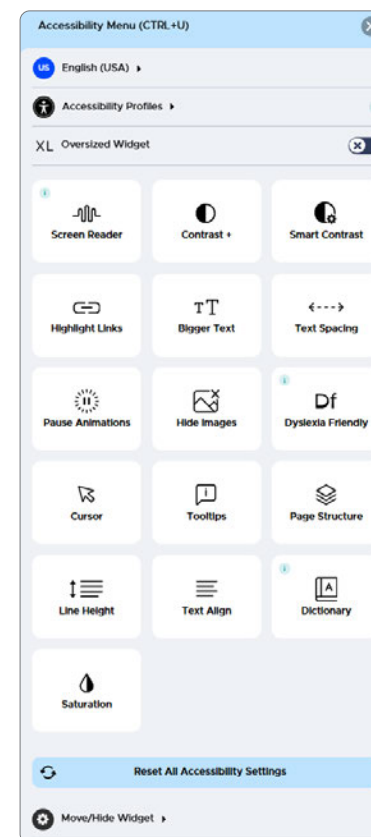 Accessibility Menu (CTRL+U)
US English (USA)
Accessibility Profiles
XL Oversized Widget
Screen Reader
Contrast +
Smart Contrast
Highlight Links
TT
Bigger Text
Text Spacing
Pause Animations
Hide Images
Df
Dyslexia Friendly
Cursor
Tooltips
Page Structure
Line Height
Text Align
A
Dictionary
Saturation
Reset All Accessibility Settings
Move/Hide Widget